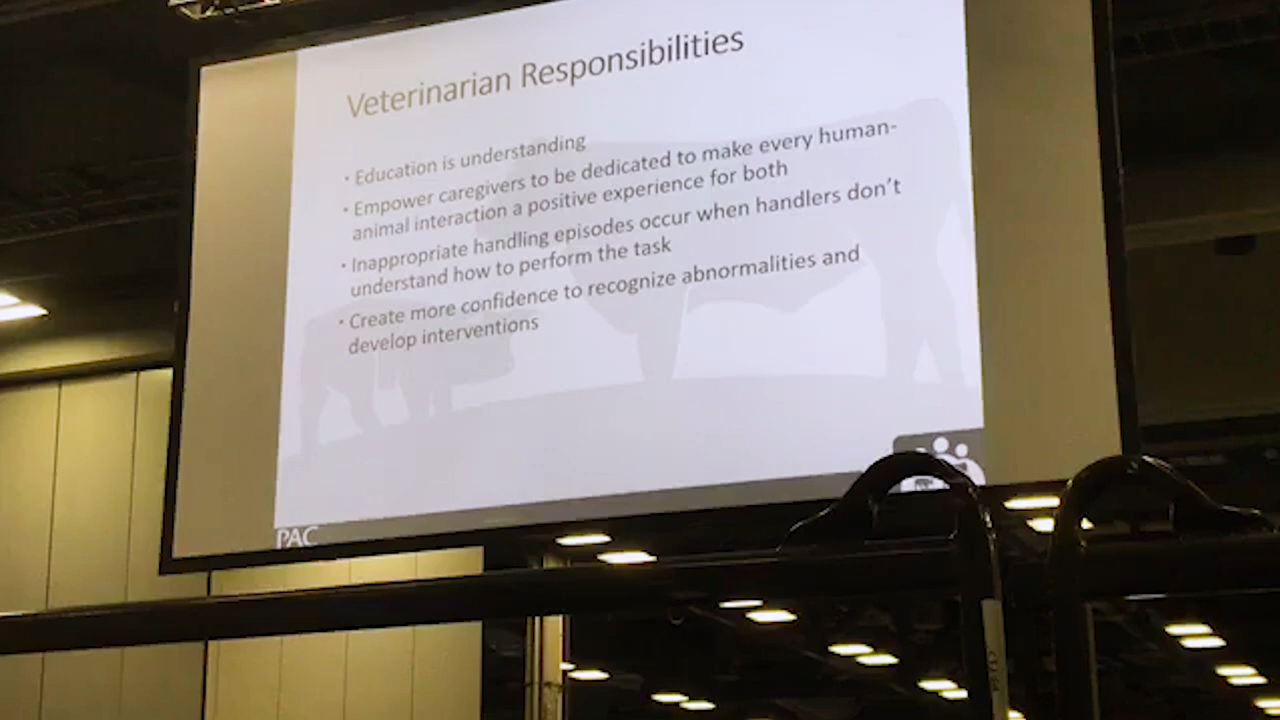 Veterinarian Responsibilities
• Education is understanding
• Empower caregivers to be dedicated to make every human-
animal interaction a positive experience for both
• Inappropriate handling episodes occur when handlers don't
understand how to perform the task
• Create more confidence to recognize abnormalities and
develop interventions
PAC